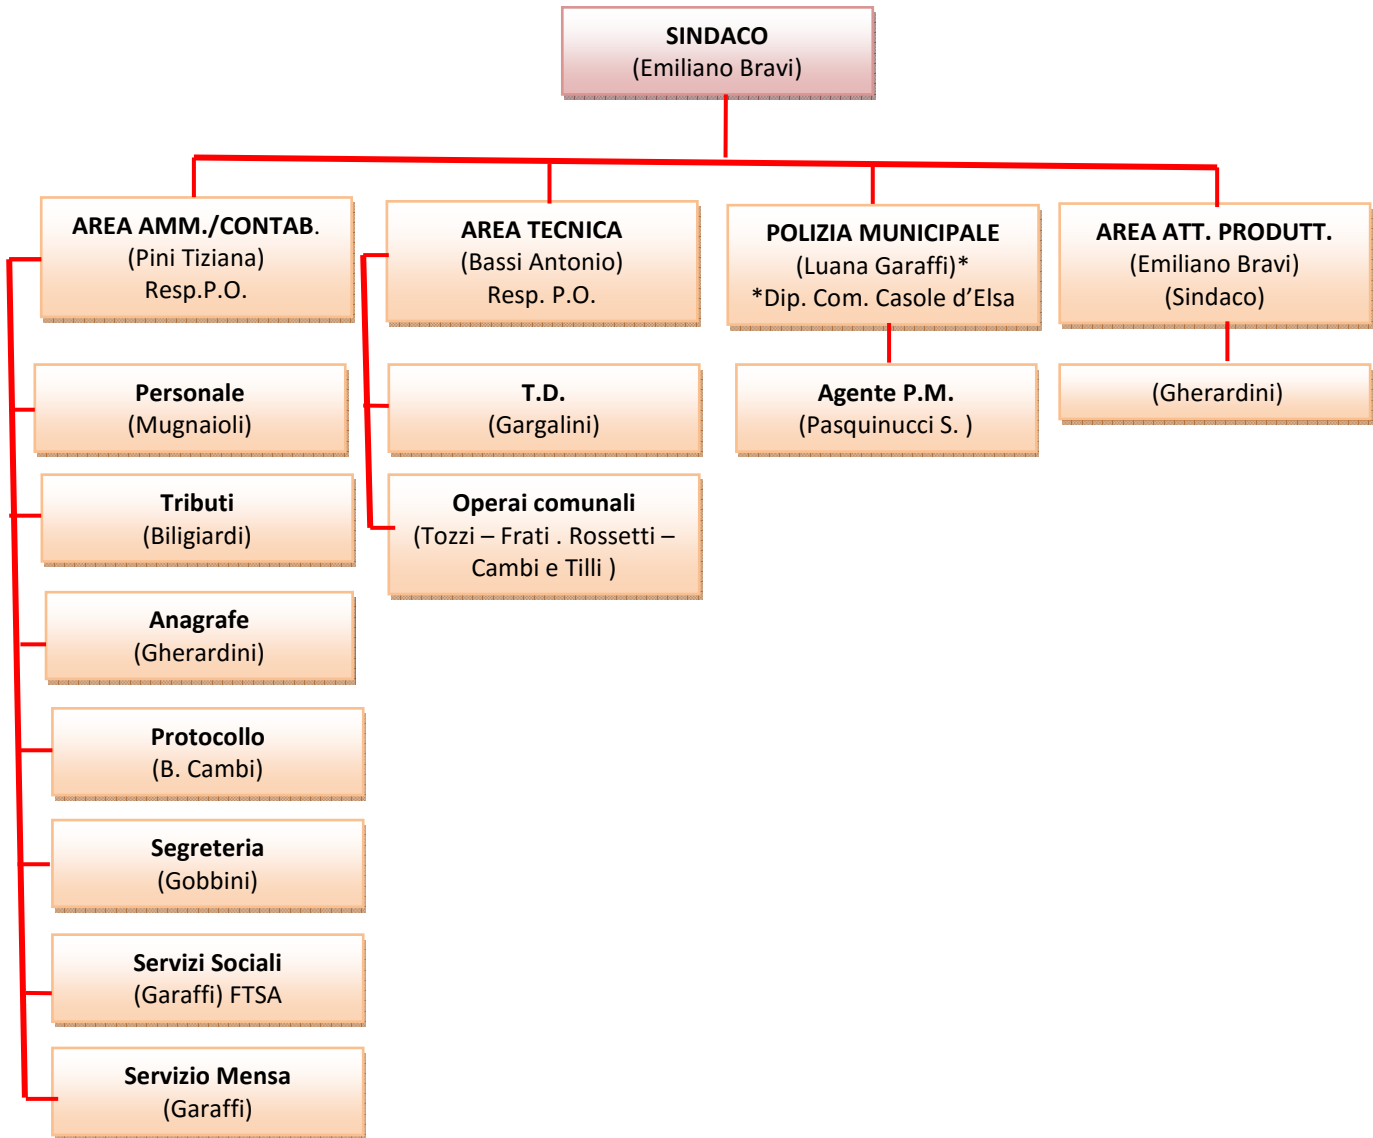 SINDACO
(Emiliano Bravi)
AREA AMM./CONTAB.
(Pini Tiziana)
Resp.P.O.
AREA TECNICA
(Bassi Antonio)
Resp. P.O.
POLIZIA MUNICIPALE
(Luana Garaffi)*
*Dip. Com. Casole d’Elsa
AREA ATT. PRODUTT.
(Emiliano Bravi)
(Sindaco)
Personale
(Mugnaioli)
T.D.
(Gargalini)
Agente P.M.
(Pasquinucci S. )
(Gherardini)
Tributi
(Biligiardi)
Operai comunali
(Tozzi – Frati . Rossetti –
Cambi e Tilli )
Anagrafe
(Gherardini)
Protocollo
(B. Cambi)
Segreteria
(Gobbini)
Servizi Sociali
(Garaffi) FTSA
Servizio Mensa
(Garaffi)